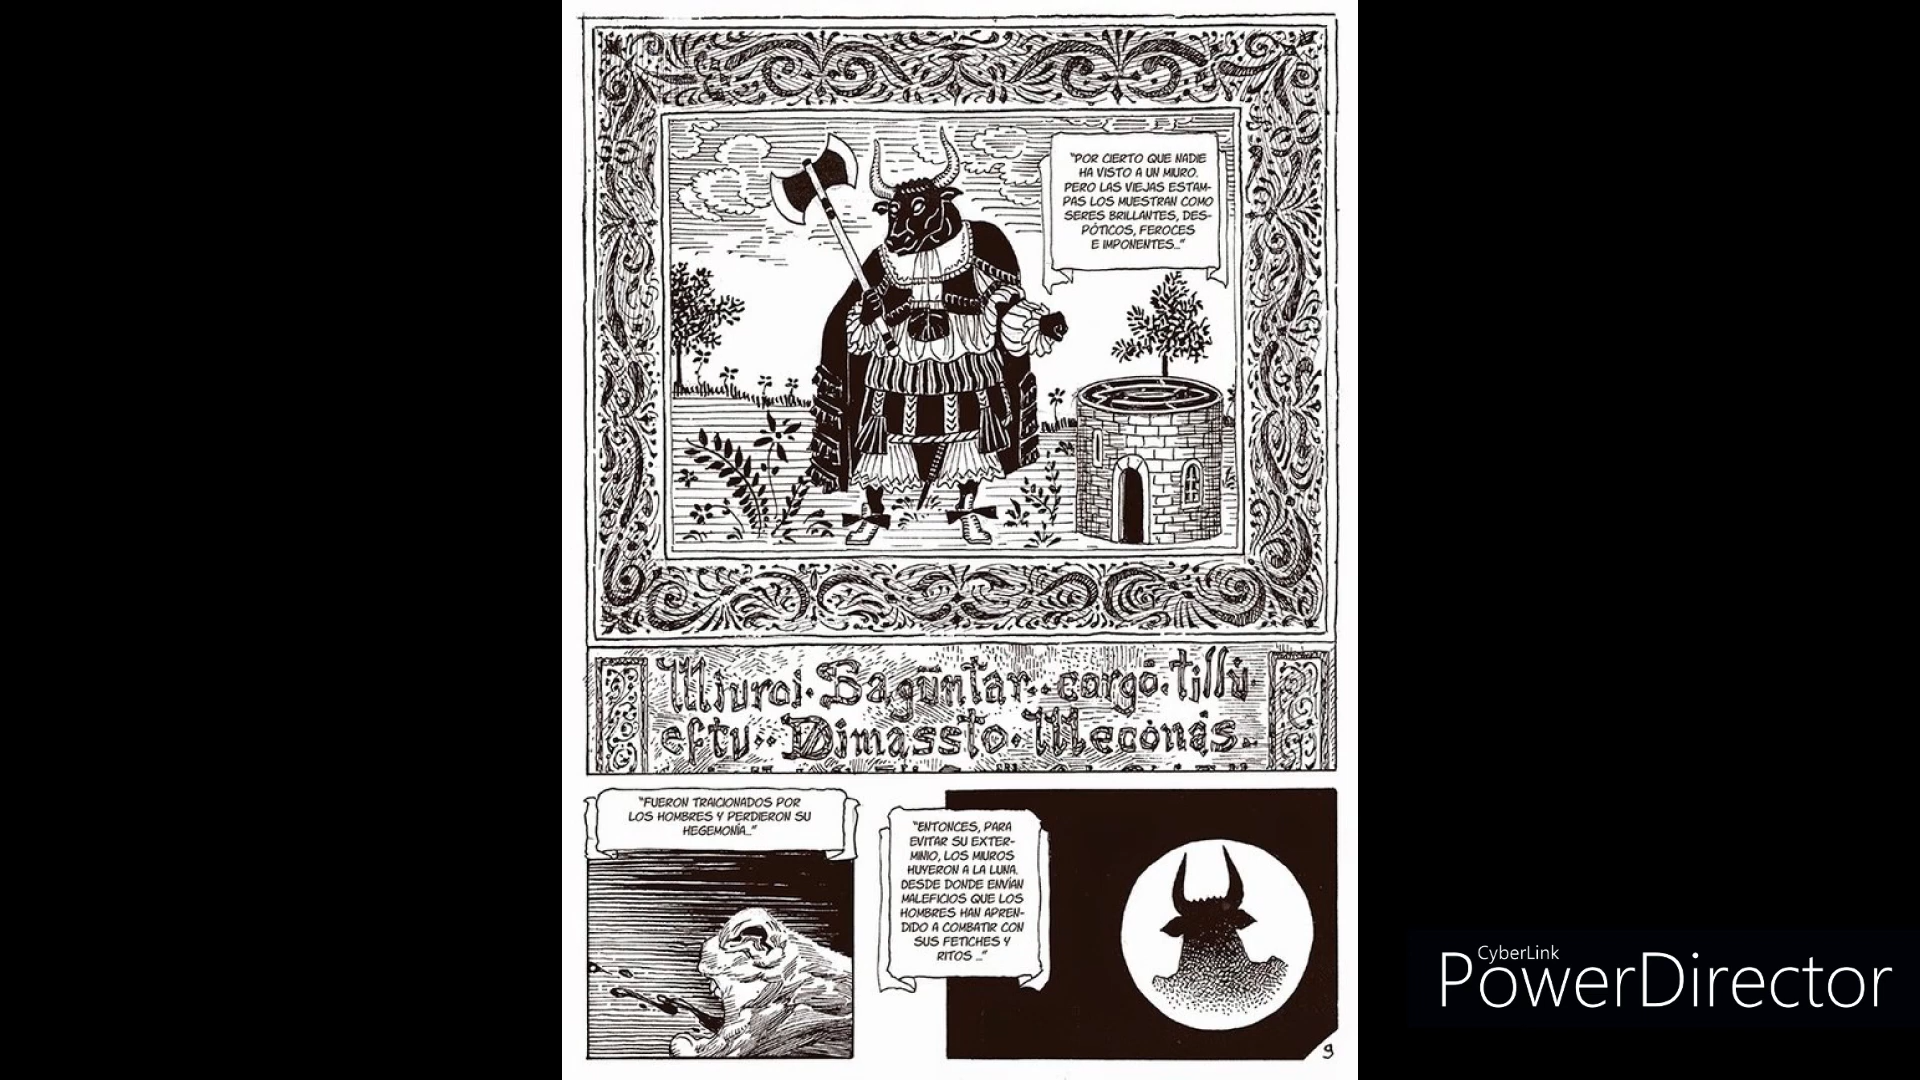 "POR CIERTO QUE NADIE
HA VISTO A UN MIURO.
PERO LAS VIEJAS ESTAM-
PAS LOS MUESTRAN COMO
SERES BRILLANTES, DES-
PÓTICOS, FEROCES
E IMPONENTES..."
Miuroi · Saguntar .. corgo · tillu
eftu .. Dimassto · Meconas.
"FUERON TRAICIONADOS POR
LOS HOMBRES Y PERDIERON SU
HEGEMONÍA..."
"ENTONCES, PARA
EVITAR SU EXTER-
MINIO, LOS MIUROS
HUYERON A LA LUNA.
DESDE DONDE ENVÍAN
MALEFICIOS QUE LOS
HOMBRES HAN APREN-
DIDO A COMBATIR CON
SUS FETICHES Y
RITOS ..."
9
CyberLink
PowerDirector